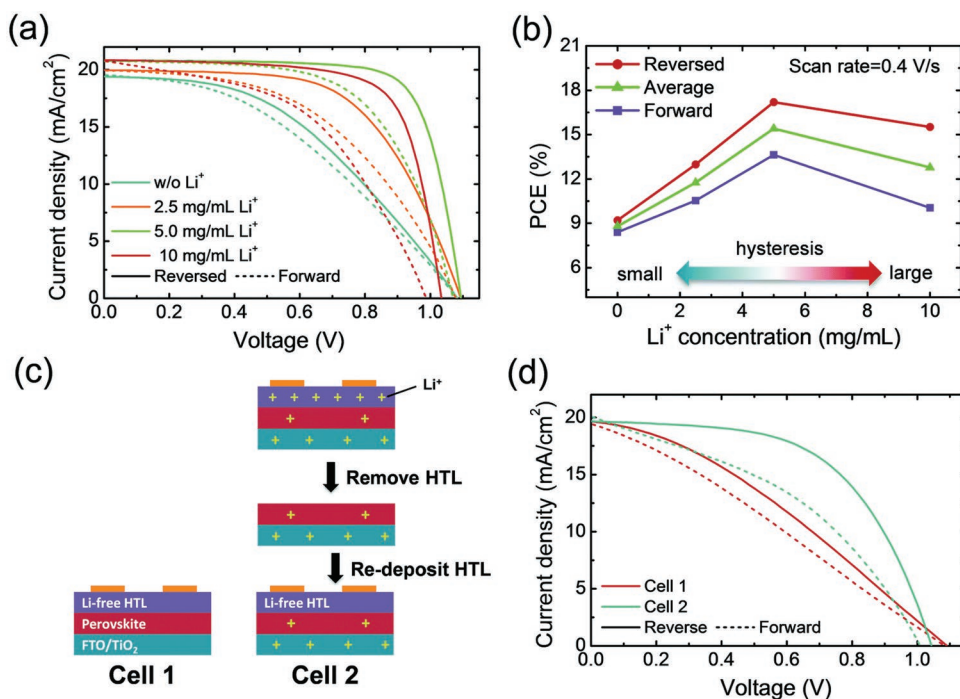 (a)
Current density (mA/cm²)
25
20
15
10
5
0
w/o Li⁺
2.5 mg/mL Li⁺
5.0 mg/mL Li⁺
10 mg/mL Li⁺
Reversed Forward
0.0 0.2 0.4 0.6 0.8 1.0
Voltage (V)
(b)
PCE (%)
21
18
15
12
9
6
Reversed
Average
Forward
Scan rate=0.4 V/s
hysteresis
small large
0 2 4 6 8 10
Li⁺ concentration (mg/mL)
(c)
Li⁺
+ + + + + +
+ +
+ + + +
Remove HTL
+ +
+ + + +
Re-deposit HTL
Li-free HTL
Perovskite
FTO/TiO₂
Cell 1
Li-free HTL
+ +
+ + + +
Cell 2
(d)
Current density (mA/cm²)
20
15
10
5
0
Cell 1
Cell 2
Reverse Forward
0.0 0.2 0.4 0.6 0.8 1.0
Voltage (V)